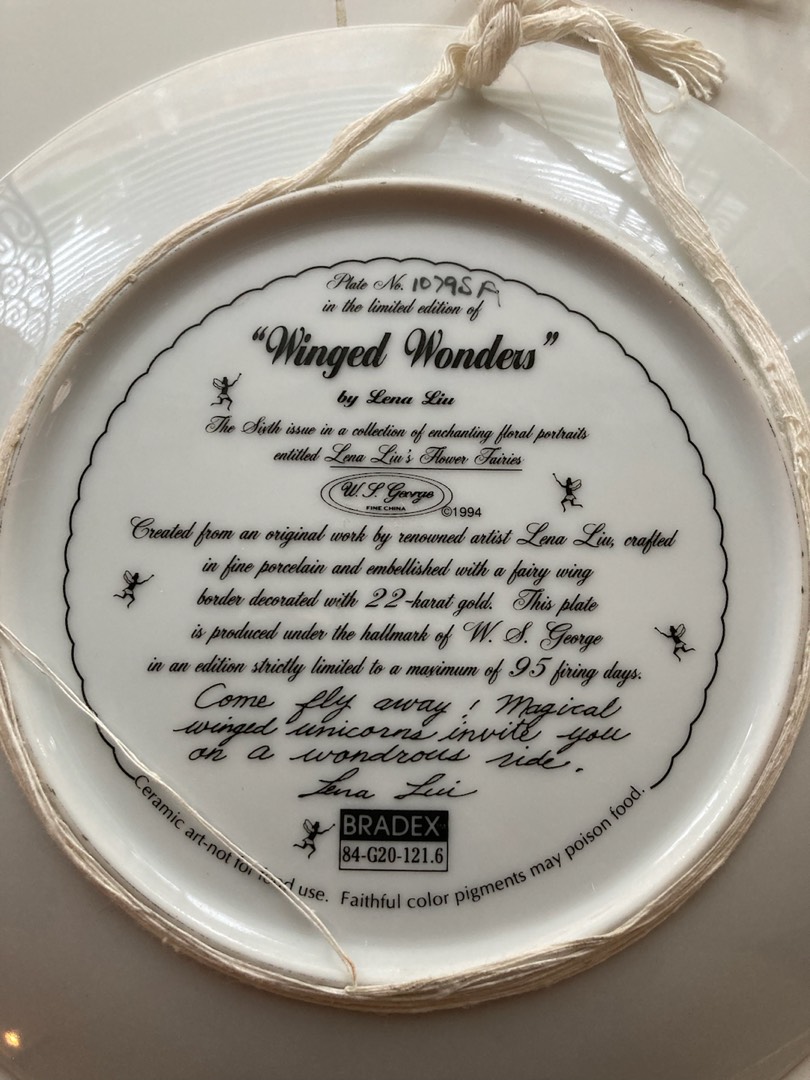 Plate No. 10795A
in the limited edition of
“Winged Wonders”
by Lena Liu
The Sixth issue in a collection of enchanting floral portraits
entitled Lena Liu's Flower Fairies
W. S. George
FINE CHINA
©1994
Created from an original work by renowned artist Lena Liu, crafted
in fine porcelain and embellished with a fairy wing
border decorated with 22-karat gold. This plate
is produced under the hallmark of W. S. George
in an edition strictly limited to a maximum of 95 firing days.
Come fly away! Magical
winged unicorns invite you
on a wondrous ride.
Lena Liu
BRADEX
84-G20-121.6
Ceramic art-not for food use. Faithful color pigments may poison food.